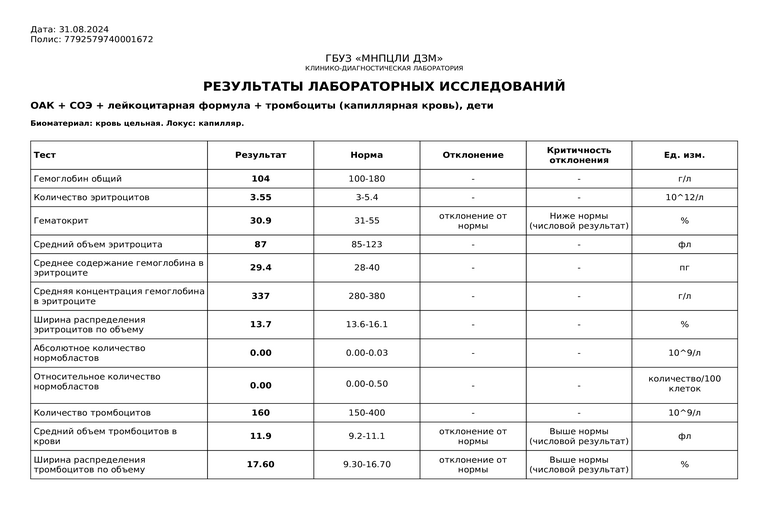 Дата: 31.08.2024
Полис: 7792579740001672
ГБУЗ «МНПЦЛИ ДЗМ»
КЛИНИКО-ДИАГНОСТИЧЕСКАЯ ЛАБОРАТОРИЯ
РЕЗУЛЬТАТЫ ЛАБОРАТОРНЫХ ИССЛЕДОВАНИЙ
ОАК + СОЭ + лейкоцитарная формула + тромбоциты (капиллярная кровь), дети
Биоматериал: кровь цельная. Локус: капилляр.
Тест Результат Норма Отклонение Критичность отклонения Ед. изм.
Гемоглобин общий 104 100-180 - - г/л
Количество эритроцитов 3.55 3-5.4 - - 10^12/л
Гематокрит 30.9 31-55 отклонение от нормы Ниже нормы (числовой результат) %
Средний объем эритроцита 87 85-123 - - фл
Среднее содержание гемоглобина в эритроците 29.4 28-40 - - пг
Средняя концентрация гемоглобина в эритроците 337 280-380 - - г/л
Ширина распределения эритроцитов по объему 13.7 13.6-16.1 - - %
Абсолютное количество нормобластов 0.00 0.00-0.03 - - 10^9/л
Относительное количество нормобластов 0.00 0.00-0.50 - - количество/100 клеток
Количество тромбоцитов 160 150-400 - - 10^9/л
Средний объем тромбоцитов в крови 11.9 9.2-11.1 отклонение от нормы Выше нормы (числовой результат) фл
Ширина распределения тромбоцитов по объему 17.60 9.30-16.70 отклонение от нормы Выше нормы (числовой результат) %